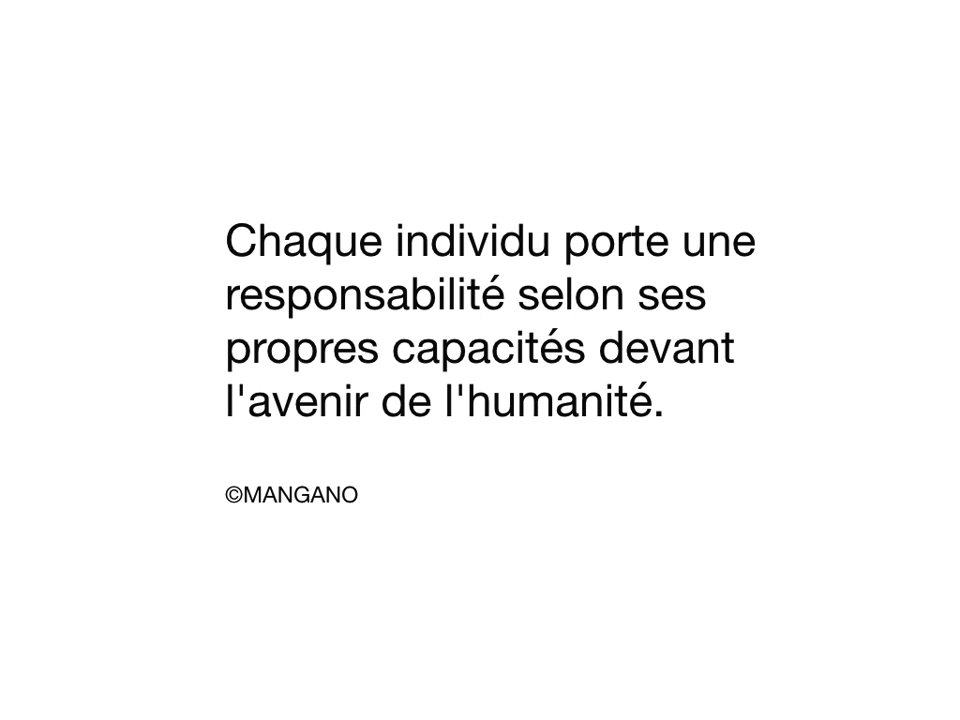 Chaque individu porte une
responsabilité selon ses
propres capacités devant
l'avenir de l'humanité.
©MANGANO